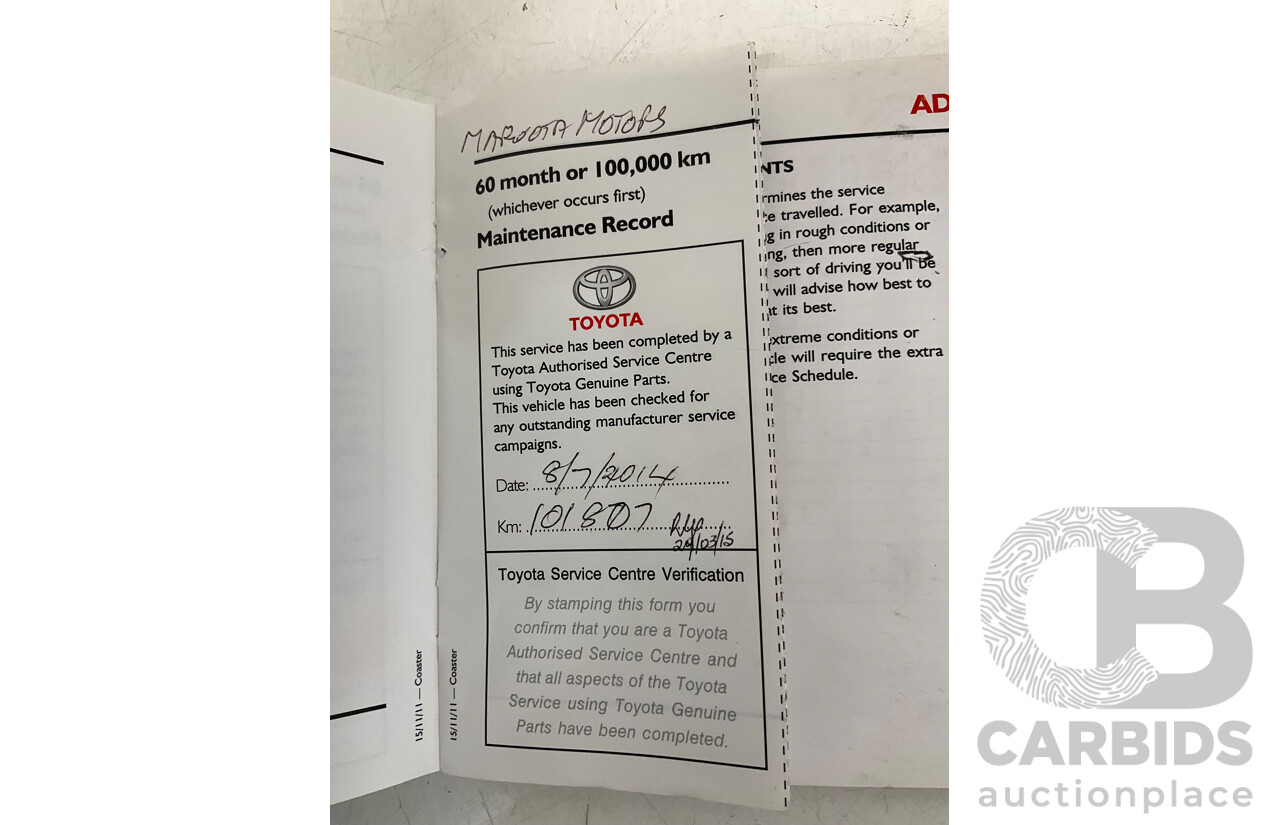 MAROOTA MOTORS
60 month or 100,000 km
(whichever occurs first)
Maintenance Record
TOYOTA
This service has been completed by a
Toyota Authorised Service Centre
using Toyota Genuine Parts.
This vehicle has been checked for
any outstanding manufacturer service
campaigns.
Date: 8/7/2014
Km: 101807
24/03/15
Toyota Service Centre Verification
By stamping this form you
confirm that you are a Toyota
Authorised Service Centre and
that all aspects of the Toyota
Service using Toyota Genuine
Parts have been completed.
15/11/11 — Coaster
15/11/11 — Coaster
AD
NTS
rmines the service
ce travelled. For example,
g in rough conditions or
ng, then more regular
sort of driving you'll be
will advise how best to
at its best.
xtreme conditions or
cle will require the extra
ce Schedule.
CB
CARBIDS
auctionplace